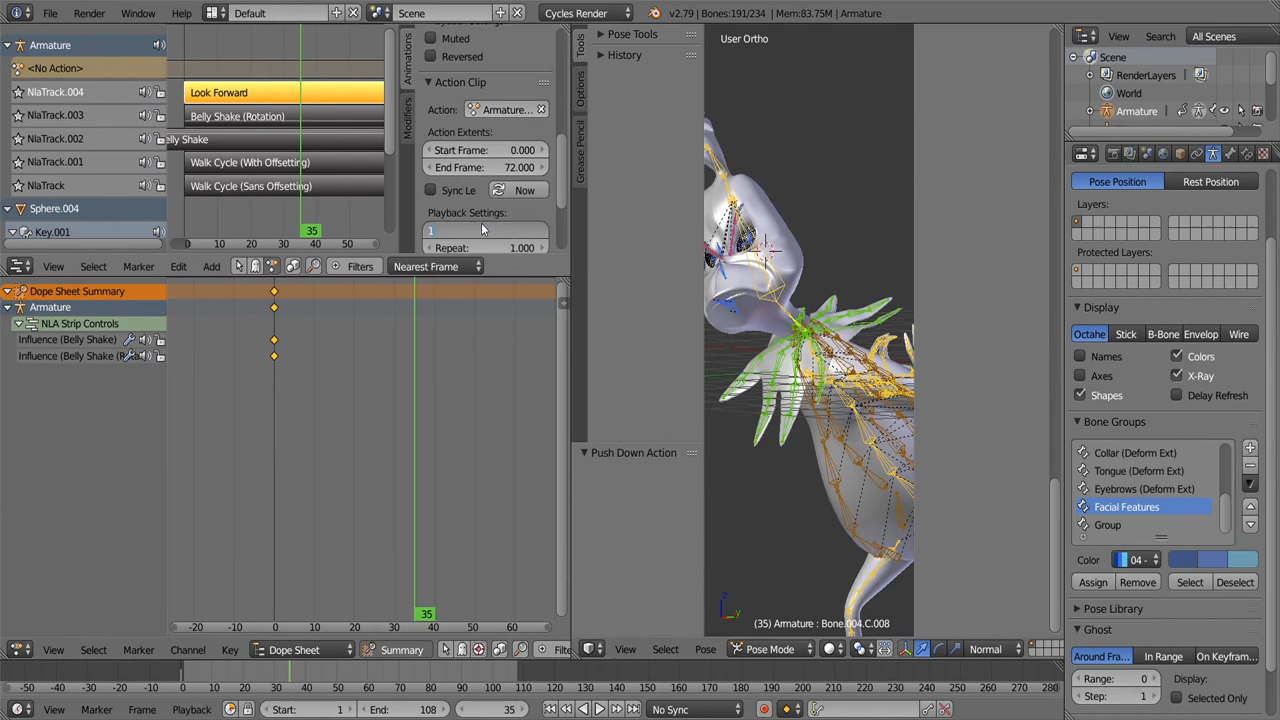 File Render Window Help Default Scene Cycles Render v2.79 | Bones:191/234 | Mem:83.75M | Armature
Armature
<No Action>
NlaTrack.004 Look Forward
NlaTrack.003 Belly Shake (Rotation)
NlaTrack.002 elly Shake
NlaTrack.001 Walk Cycle (With Offsetting)
NlaTrack Walk Cycle (Sans Offsetting)
Sphere.004
Key.001
35
0 10 20 30 40 50
Animations
Modifiers
Muted
Reversed
Action Clip
Action: Armature...
Action Extents:
Start Frame: 0.000
End Frame: 72.000
Sync Le Now
Playback Settings:
1
Repeat: 1.000
View Select Marker Edit Add Filters Nearest Frame
Dope Sheet Summary
Armature
NLA Strip Controls
Influence (Belly Shake)
Influence (Belly Shake (R
35
-20 -10 0 10 20 30 40 50 60 70
View Select Marker Channel Key Dope Sheet Summary Filte
Tools
Options
Grease Pencil
Pose Tools
History
Push Down Action
User Ortho
z
y
(35) Armature : Bone.004.C.008
View Select Pose Pose Mode Normal
View Search All Scenes
Scene
RenderLayers
World
Armature
Pose Position Rest Position
Layers:
Protected Layers:
Display
Octahe Stick B-Bone Envelop Wire
Names Colors
Axes X-Ray
Shapes Delay Refresh
Bone Groups
Collar (Deform Ext)
Tongue (Deform Ext)
Eyebrows (Deform Ext)
Facial Features
Group
Color 04 -
Assign Remove Select Deselect
Pose Library
Ghost
Around Fra... In Range On Keyfram...
Range: 0 Display:
Step: 1 Selected Only
-50 -40 -30 -20 -10 0 10 20 30 40 50 60 70 80 90 100 110 120 130 140 150 160 170 180 190 200 210 220 230 240 250 260 270 280
View Marker Frame Playback Start: 1 End: 108 35 No Sync